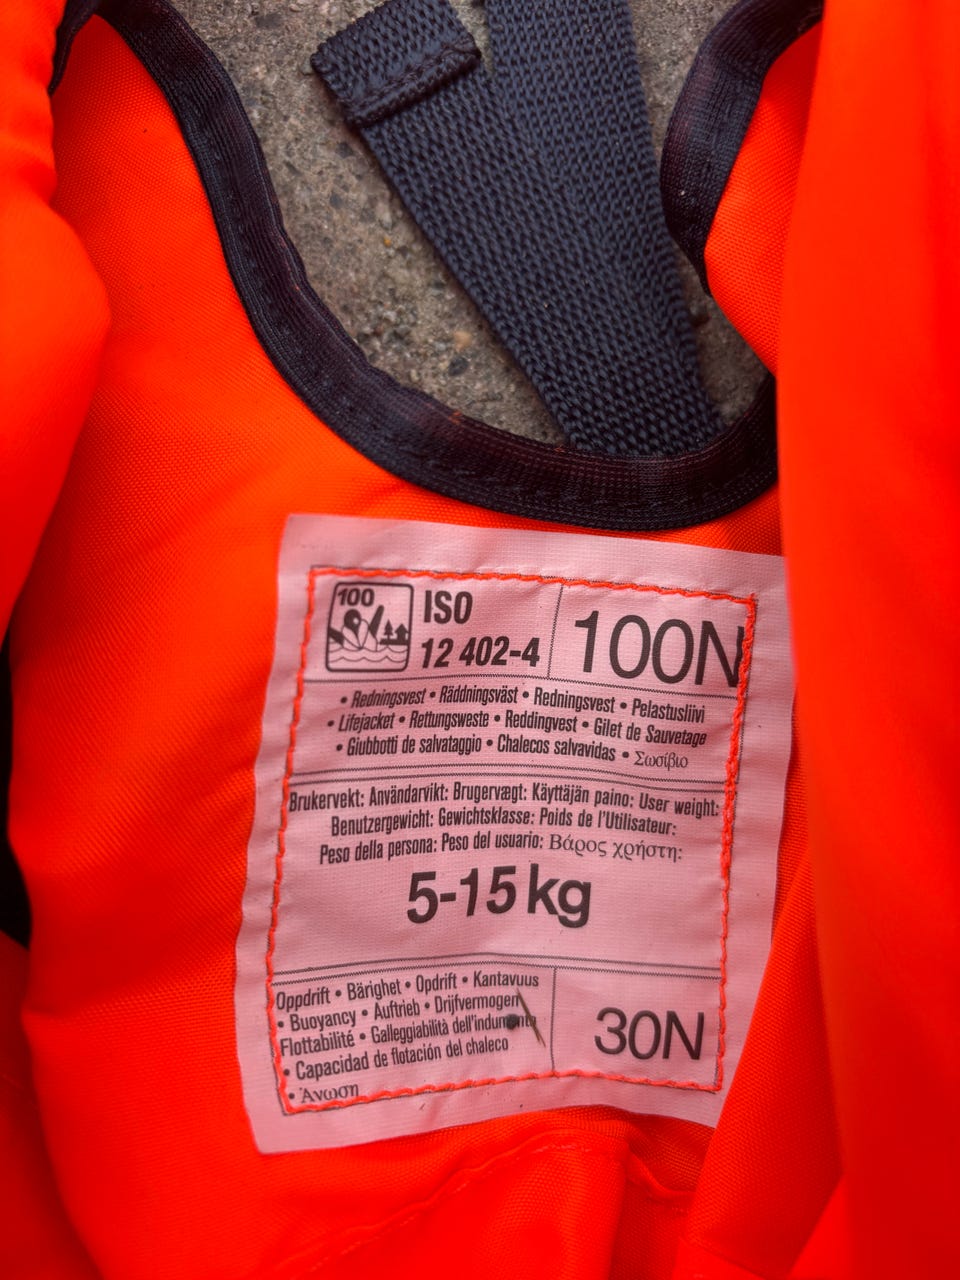 100
ISO
12 402-4
100N
• Redningsvest • Räddningsväst • Redningsvest • Pelastusliivi
• Lifejacket • Rettungsweste • Reddingvest • Gilet de Sauvetage
• Giubbotti de salvataggio • Chalecos salvavidas • Σωσίβιο
Brukervekt: Användarvikt: Brugervægt: Käyttäjän paino: User weight:
Benutzergewicht: Gewichtsklasse: Poids de l'Utilisateur:
Peso della persona: Peso del usuario: Βάρος χρήστη:
5-15 kg
Oppdrift • Bärighet • Opdrift • Kantavuus
• Buoyancy • Auftrieb • Drijfvermogen
Flottabilité • Galleggiabilità dell'indumento
• Capacidad de flotación del chaleco
• Άνωση
30N